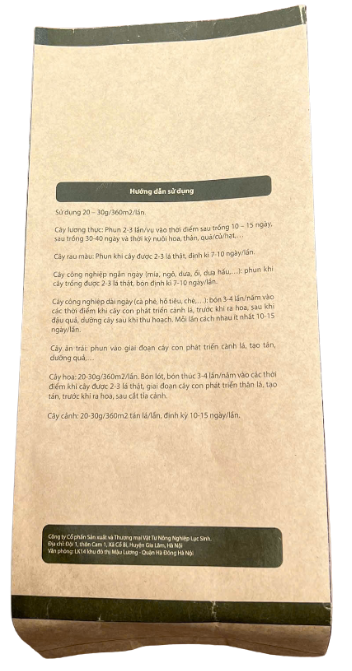 Hướng dẫn sử dụng
Sử dụng 20 – 30g/360m2/lần.
Cây lương thực: Phun 2-3 lần/vụ vào thời điểm sau trồng 10 – 15 ngày,
sau trồng 30-40 ngày và thời kỳ nuôi hoa, thân, quả/củ/hạt,...
Cây rau màu: Phun khi cây được 2-3 lá thật, định kì 7-10 ngày/lần.
Cây công nghiệp ngắn ngày (mía, ngô, dưa, ổi, dưa hấu,...): phun khi
cây trồng được 2-3 lá thật, bón định kì 7-10 ngày/lần.
Cây công nghiệp dài ngày (cà phê, hồ tiêu, chè,... ): bón 3-4 lần/năm vào
các thời điểm khi cây con phát triển cành lá, trước khi ra hoa, sau khi
đậu quả, dưỡng cây sau khi thu hoạch. Mỗi lần cách nhau ít nhất 10-15
ngày/lần.
Cây ăn trái: phun vào giai đoạn cây con phát triển cành lá, tạo tán,
dưỡng quả,...
Cây hoa: 20-30g/360m2/lần. Bón lót, bón thúc 3-4 lần/năm vào các thời
điểm khi cây được 2-3 lá thật, giai đoạn cây con phát triển thân lá, tạo
tán, trước khi ra hoa, sau cắt tỉa cành.
Cây cảnh: 20-30g/360m2 tán lá/lần, định kỳ 10-15 ngày/lần.
Công ty Cổ phần Sản xuất và Thương mại Vật Tư Nông Nghiệp Lạc Sinh.
Địa chỉ: Đội 1, thôn Cam 1, Xã Cổ Bi, Huyện Gia Lâm, Hà Nội
Văn phòng: LK14 khu đô thị Mậu Lương - Quận Hà Đông Hà Nội